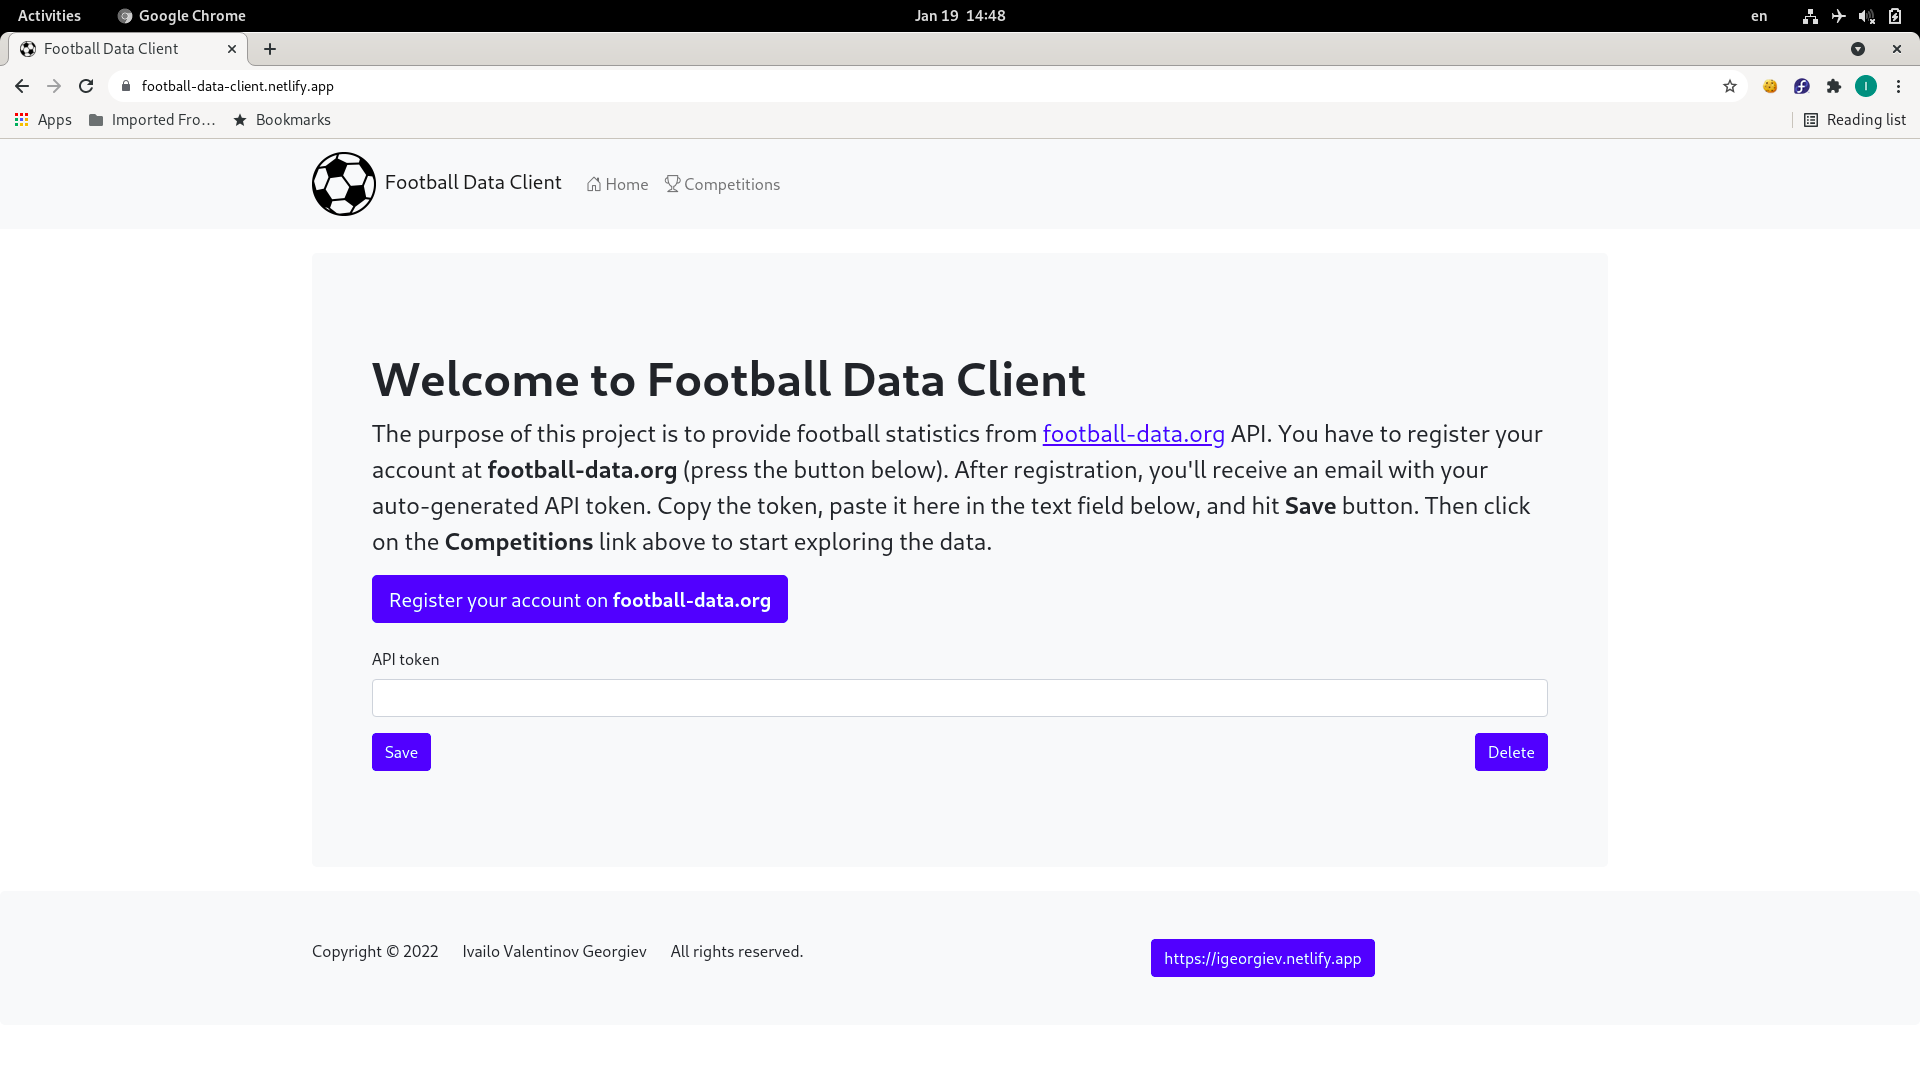 Activities Google Chrome Jan 19 14:48 en
Football Data Client
football-data-client.netlify.app
Apps Imported Fro... Bookmarks Reading list
Football Data Client Home Competitions
Welcome to Football Data Client
The purpose of this project is to provide football statistics from football-data.org API. You have to register your
account at football-data.org (press the button below). After registration, you'll receive an email with your
auto-generated API token. Copy the token, paste it here in the text field below, and hit Save button. Then click
on the Competitions link above to start exploring the data.
Register your account on football-data.org
API token
Save Delete
Copyright © 2022 Ivailo Valentinov Georgiev All rights reserved. https://igeorgiev.netlify.app